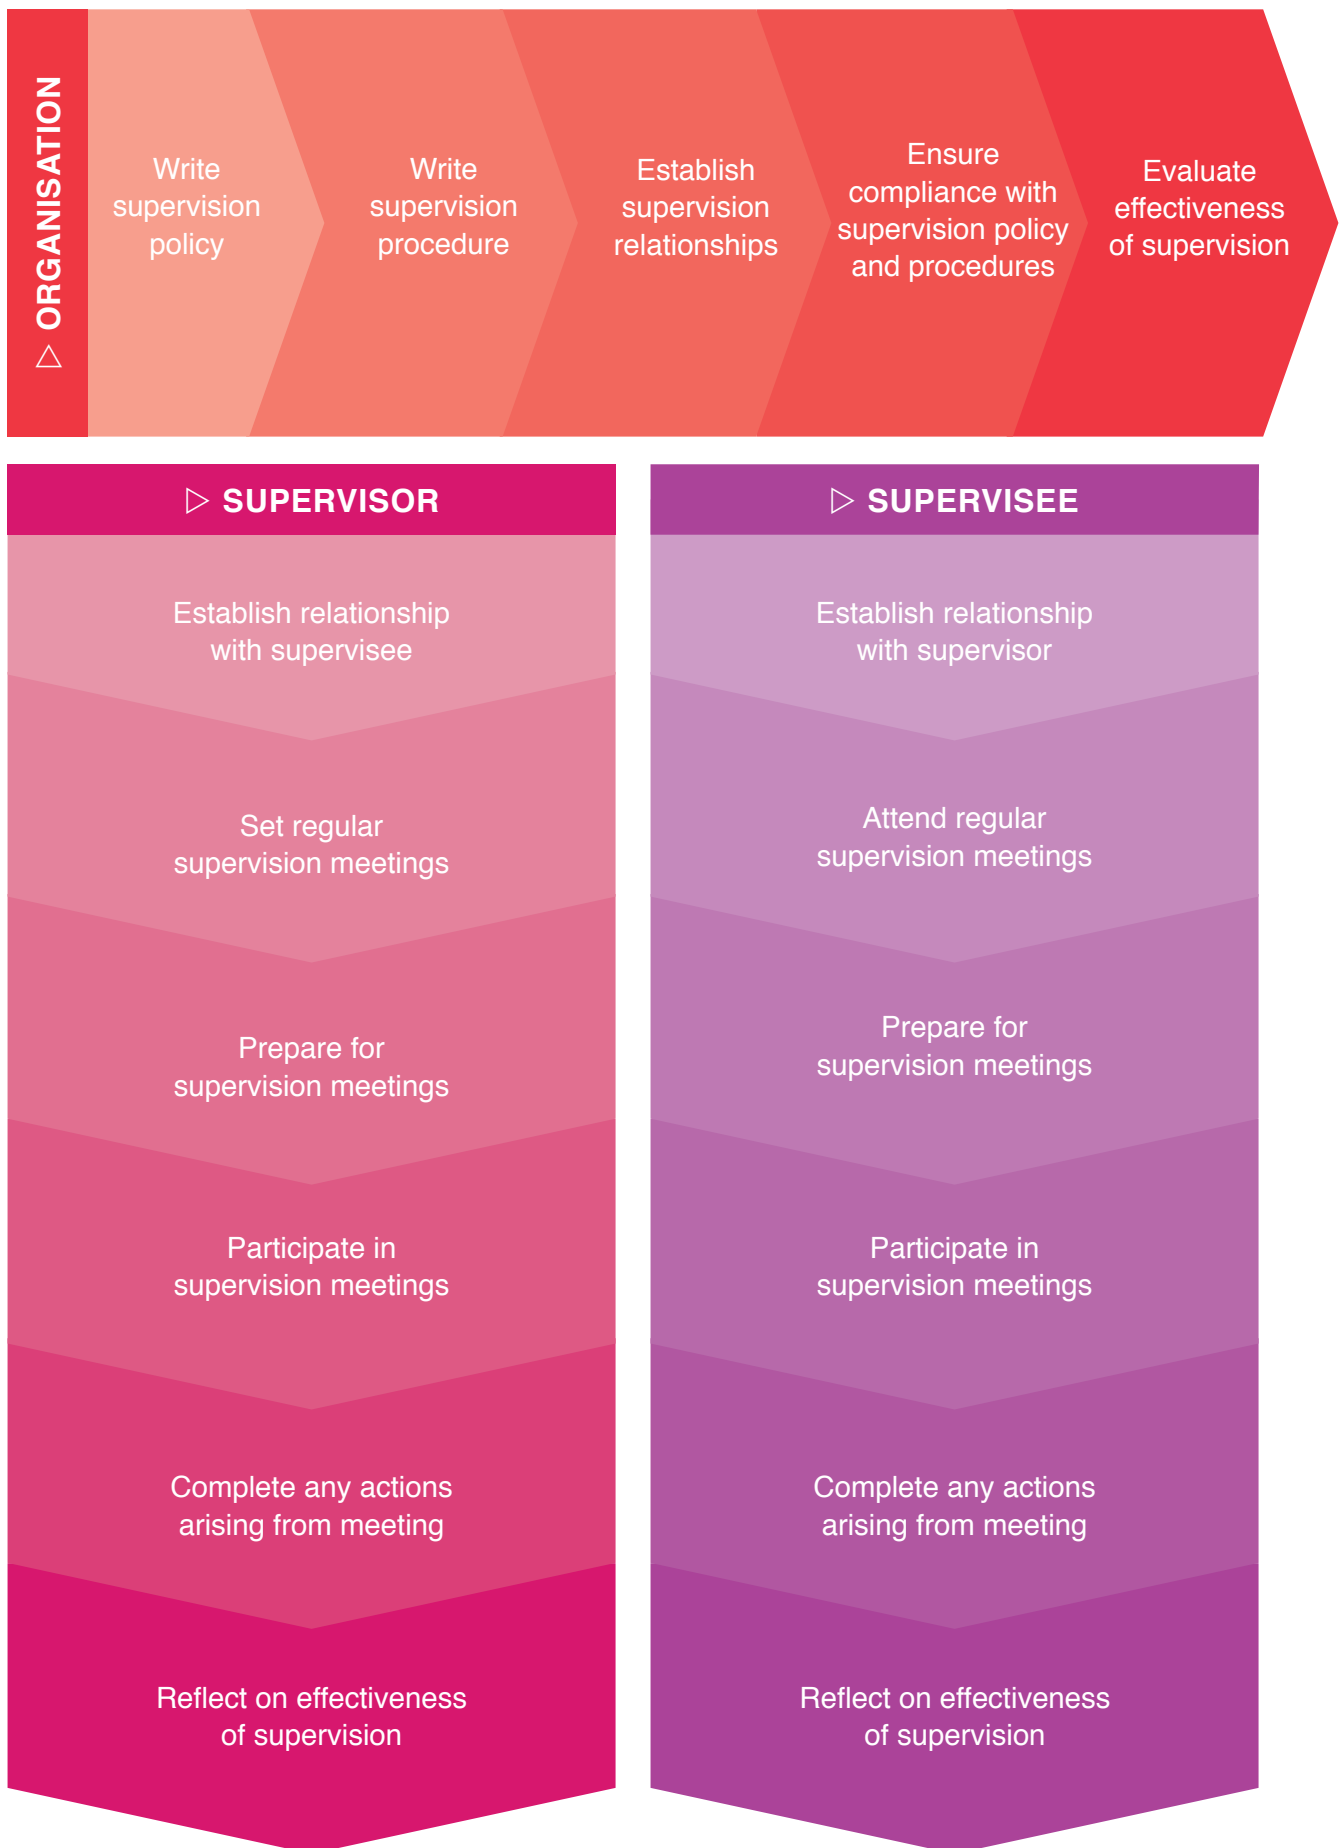 ▷ ORGANISATION
Write
supervision
policy
Write
supervision
procedure
Establish
supervision
relationships
Ensure
compliance with
supervision policy
and procedures
Evaluate
effectiveness
of supervision
▷ SUPERVISOR
Establish relationship
with supervisee
Set regular
supervision meetings
Prepare for
supervision meetings
Participate in
supervision meetings
Complete any actions
arising from meeting
Reflect on effectiveness
of supervision
▷ SUPERVISEE
Establish relationship
with supervisor
Attend regular
supervision meetings
Prepare for
supervision meetings
Participate in
supervision meetings
Complete any actions
arising from meeting
Reflect on effectiveness
of supervision